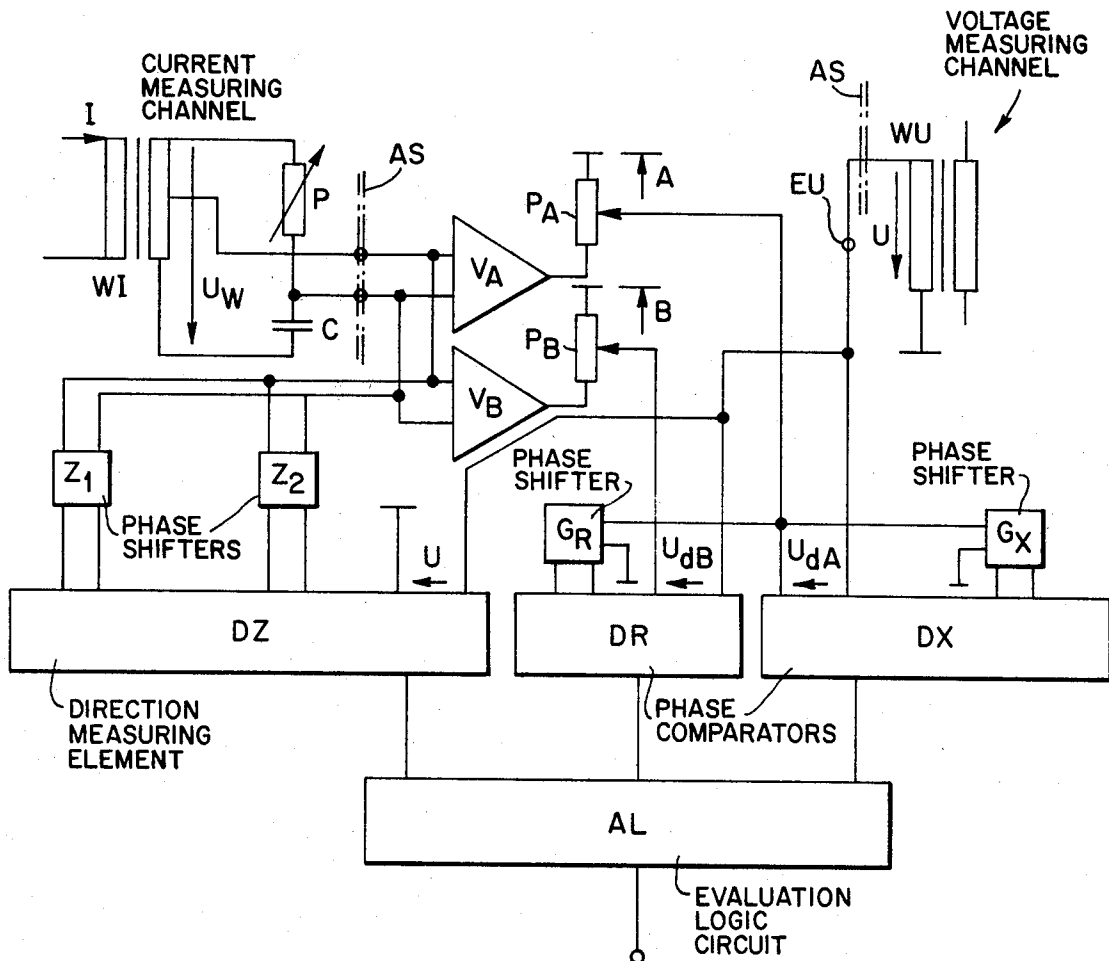 VOLTAGE
MEASURING
CHANNEL
CURRENT
MEASURING
CHANNEL
AS
I
AS
WU
P
A
PA
EU
VA
U
WI
UW
B
C
PB
VB
PHASE
SHIFTER
PHASE
SHIFTER
Z1
Z2
PHASE
SHIFTERS
GR
GX
U
UdB
UdA
DZ
DR
DX
DIRECTION
MEASURING
ELEMENT
PHASE
COMPARATORS
AL
EVALUATION
LOGIC
CIRCUIT